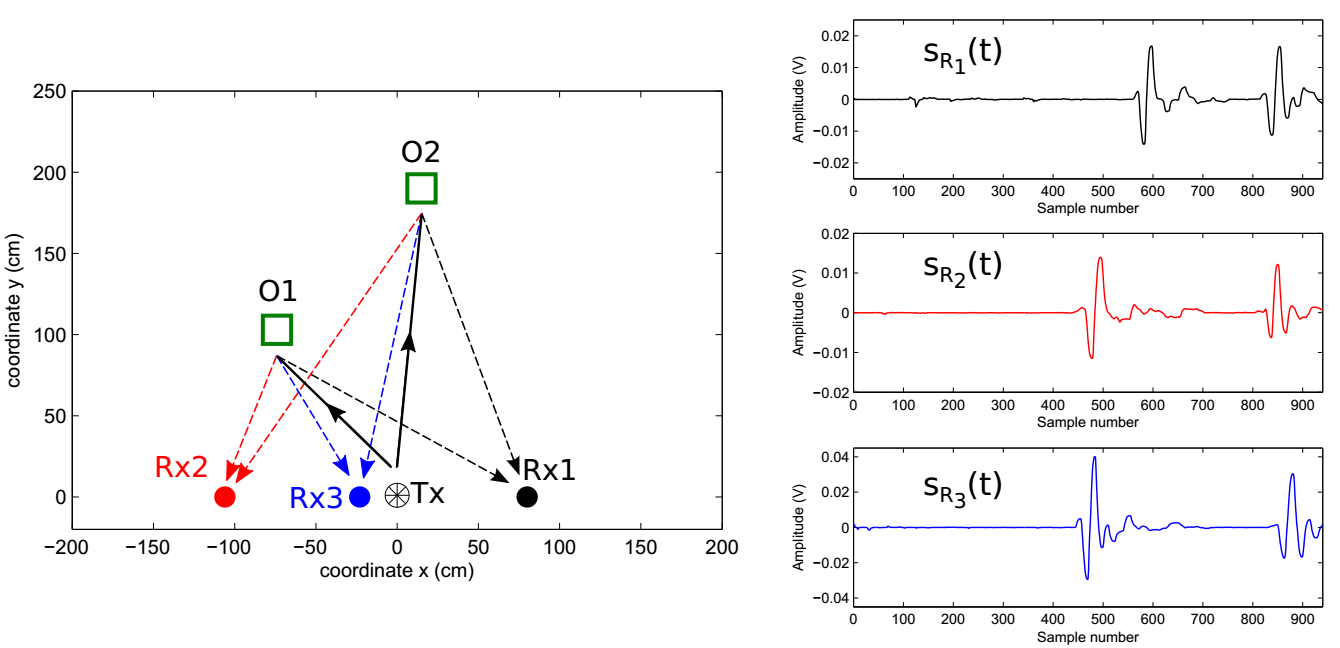 250
200
150
100
50
0
−200
−150
−100
−50
0
50
100
150
200
coordinate x (cm)
coordinate y (cm)
O2
O1
Rx2
Rx3
Tx
Rx1
0.02
0.01
0
−0.01
−0.02
Amplitude (V)
sR1(t)
0 100 200 300 400 500 600 700 800 900
Sample number
0.02
0.01
0
−0.01
−0.02
Amplitude (V)
sR2(t)
0 100 200 300 400 500 600 700 800 900
Sample number
0.04
0.02
0
−0.02
−0.04
Amplitude (V)
sR3(t)
0 100 200 300 400 500 600 700 800 900
Sample number